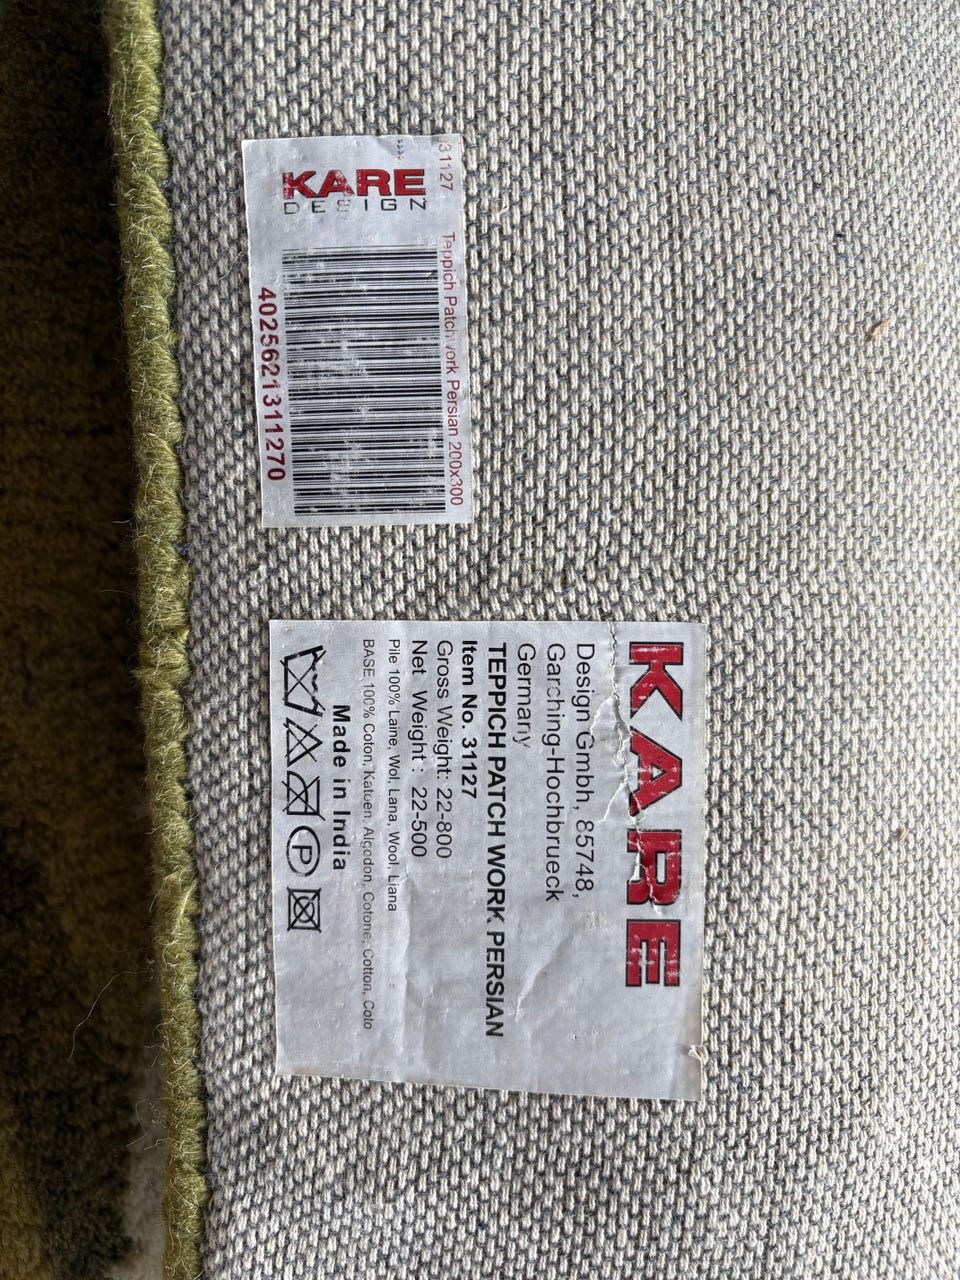 31127 Teppich Patchwork Persian 200x300
KARE
DESIGN
4025621311270
KARE
Design Gmbh, 85748,
Garching-Hochbrueck
Germany
TEPPICH PATCH WORK PERSIAN
Item No. 31127
Gross Weight: 22-800
Net Weight : 22-500
Pile 100% Laine, Wol, Lana, Wool, Liana
BASE 100% Coton, Katoen, Algodon, Cotone, Cotton, Coto
Made in India
P